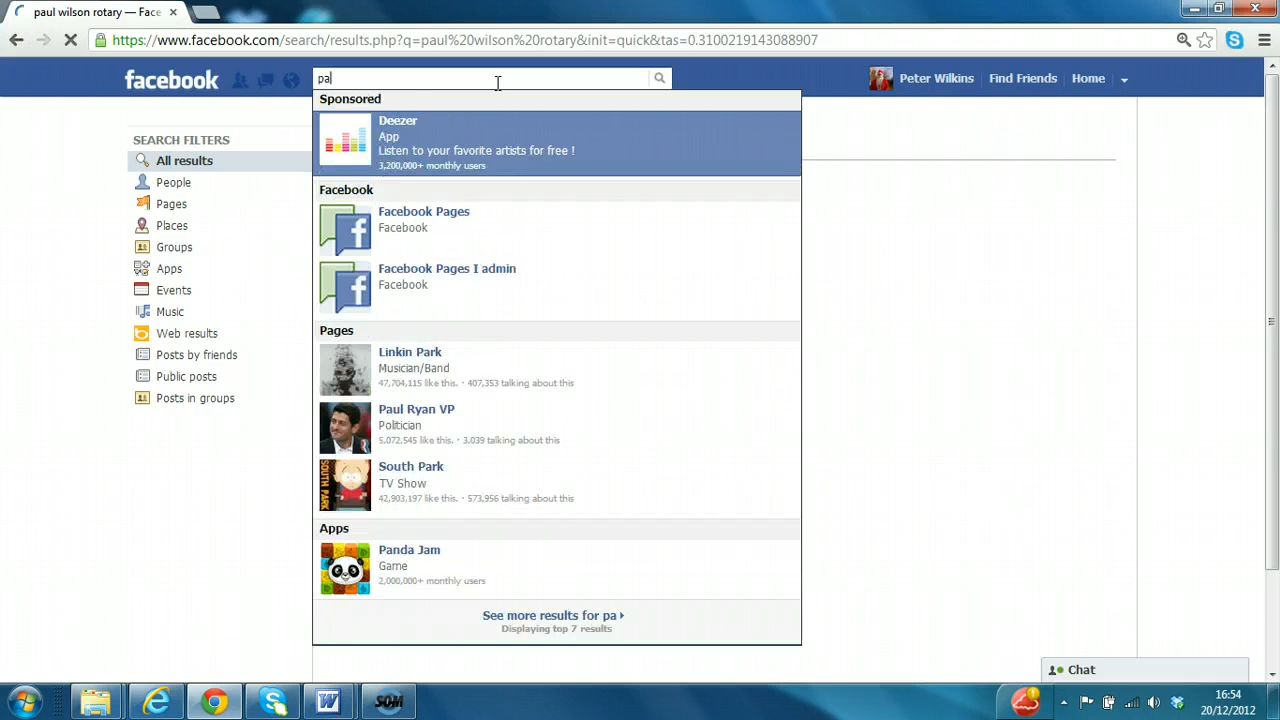 paul wilson rotary — Face
https://www.facebook.com/search/results.php?q=paul%20wilson%20rotary&init=quick&tas=0.3100219143088907
facebook
pa
Peter Wilkins
Find Friends
Home
SEARCH FILTERS
All results
People
Pages
Places
Groups
Apps
Events
Music
Web results
Posts by friends
Public posts
Posts in groups
Sponsored
Deezer
App
Listen to your favorite artists for free !
3,200,000+ monthly users
Facebook
Facebook Pages
Facebook
Facebook Pages I admin
Facebook
Pages
Linkin Park
Musician/Band
47,704,115 like this. · 407,353 talking about this
Paul Ryan VP
Politician
5,072,545 like this. · 3,039 talking about this
South Park
TV Show
42,903,197 like this. · 573,956 talking about this
Apps
Panda Jam
Game
2,000,000+ monthly users
See more results for pa
Displaying top 7 results
Chat
SOM
16:54
20/12/2012